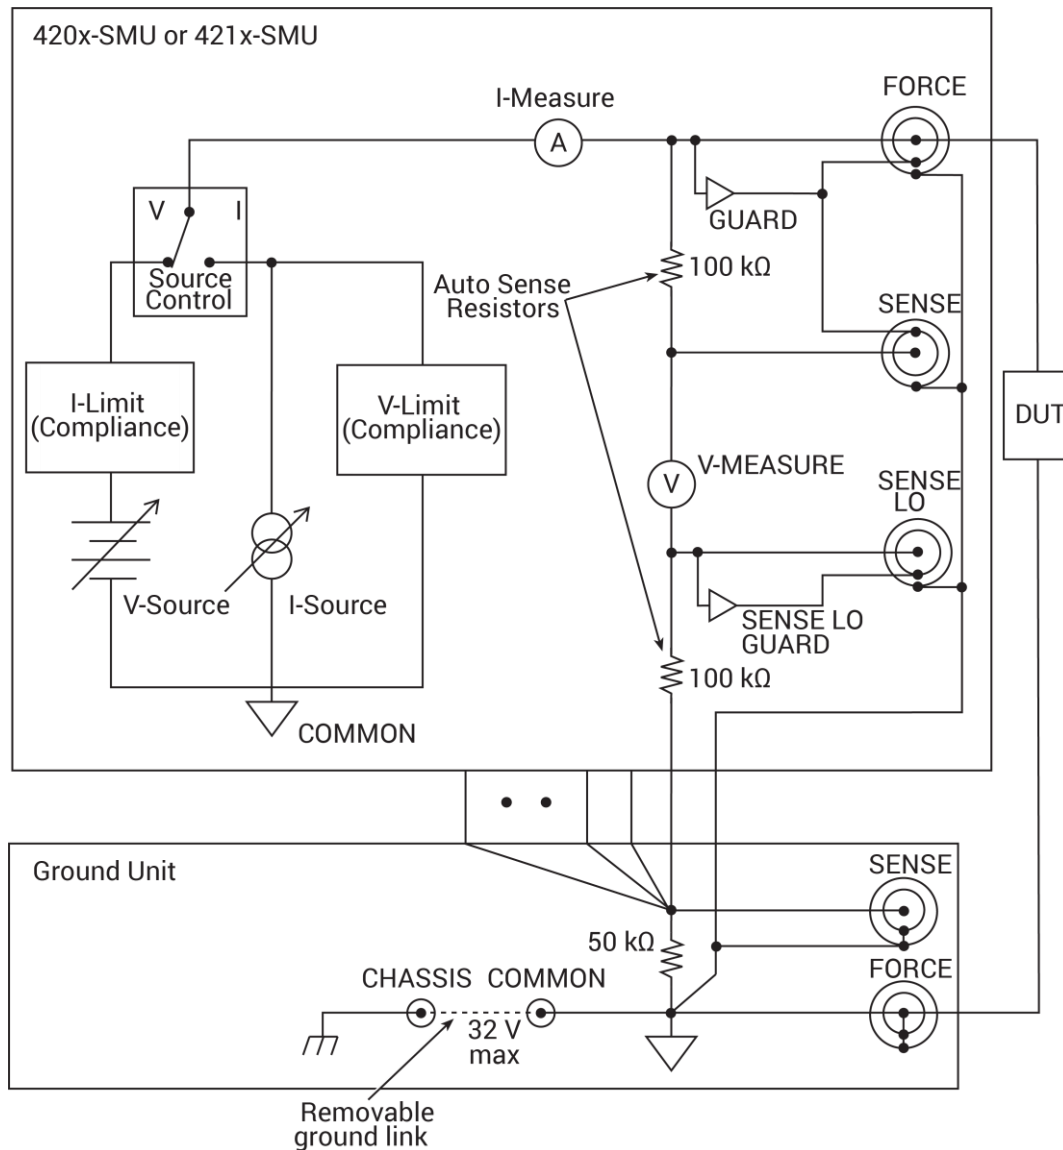 420x-SMU or 421x-SMU
I-Measure
FORCE
A
V
I
GUARD
Source
Control
100 kΩ
Auto Sense
Resistors
SENSE
I-Limit
(Compliance)
V-Limit
(Compliance)
DUT
V-MEASURE
V
SENSE
LO
V-Source
I-Source
SENSE LO
GUARD
100 kΩ
COMMON
Ground Unit
SENSE
50 kΩ
FORCE
CHASSIS
COMMON
32 V
max
Removable
ground link